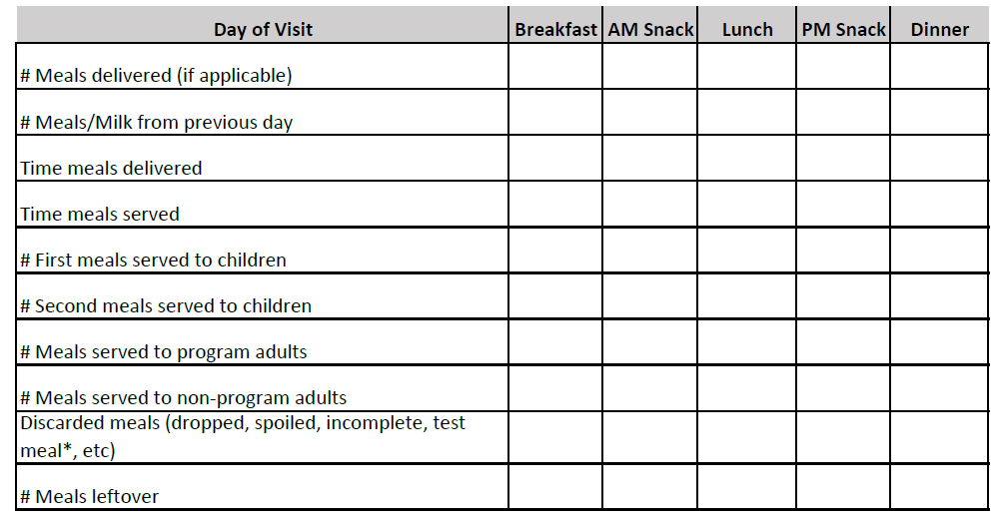 Day of Visit Breakfast AM Snack Lunch PM Snack Dinner
# Meals delivered (if applicable)
# Meals/Milk from previous day
Time meals delivered
Time meals served
# First meals served to children
# Second meals served to children
# Meals served to program adults
# Meals served to non-program adults
Discarded meals (dropped, spoiled, incomplete, test
meal*, etc)
# Meals leftover